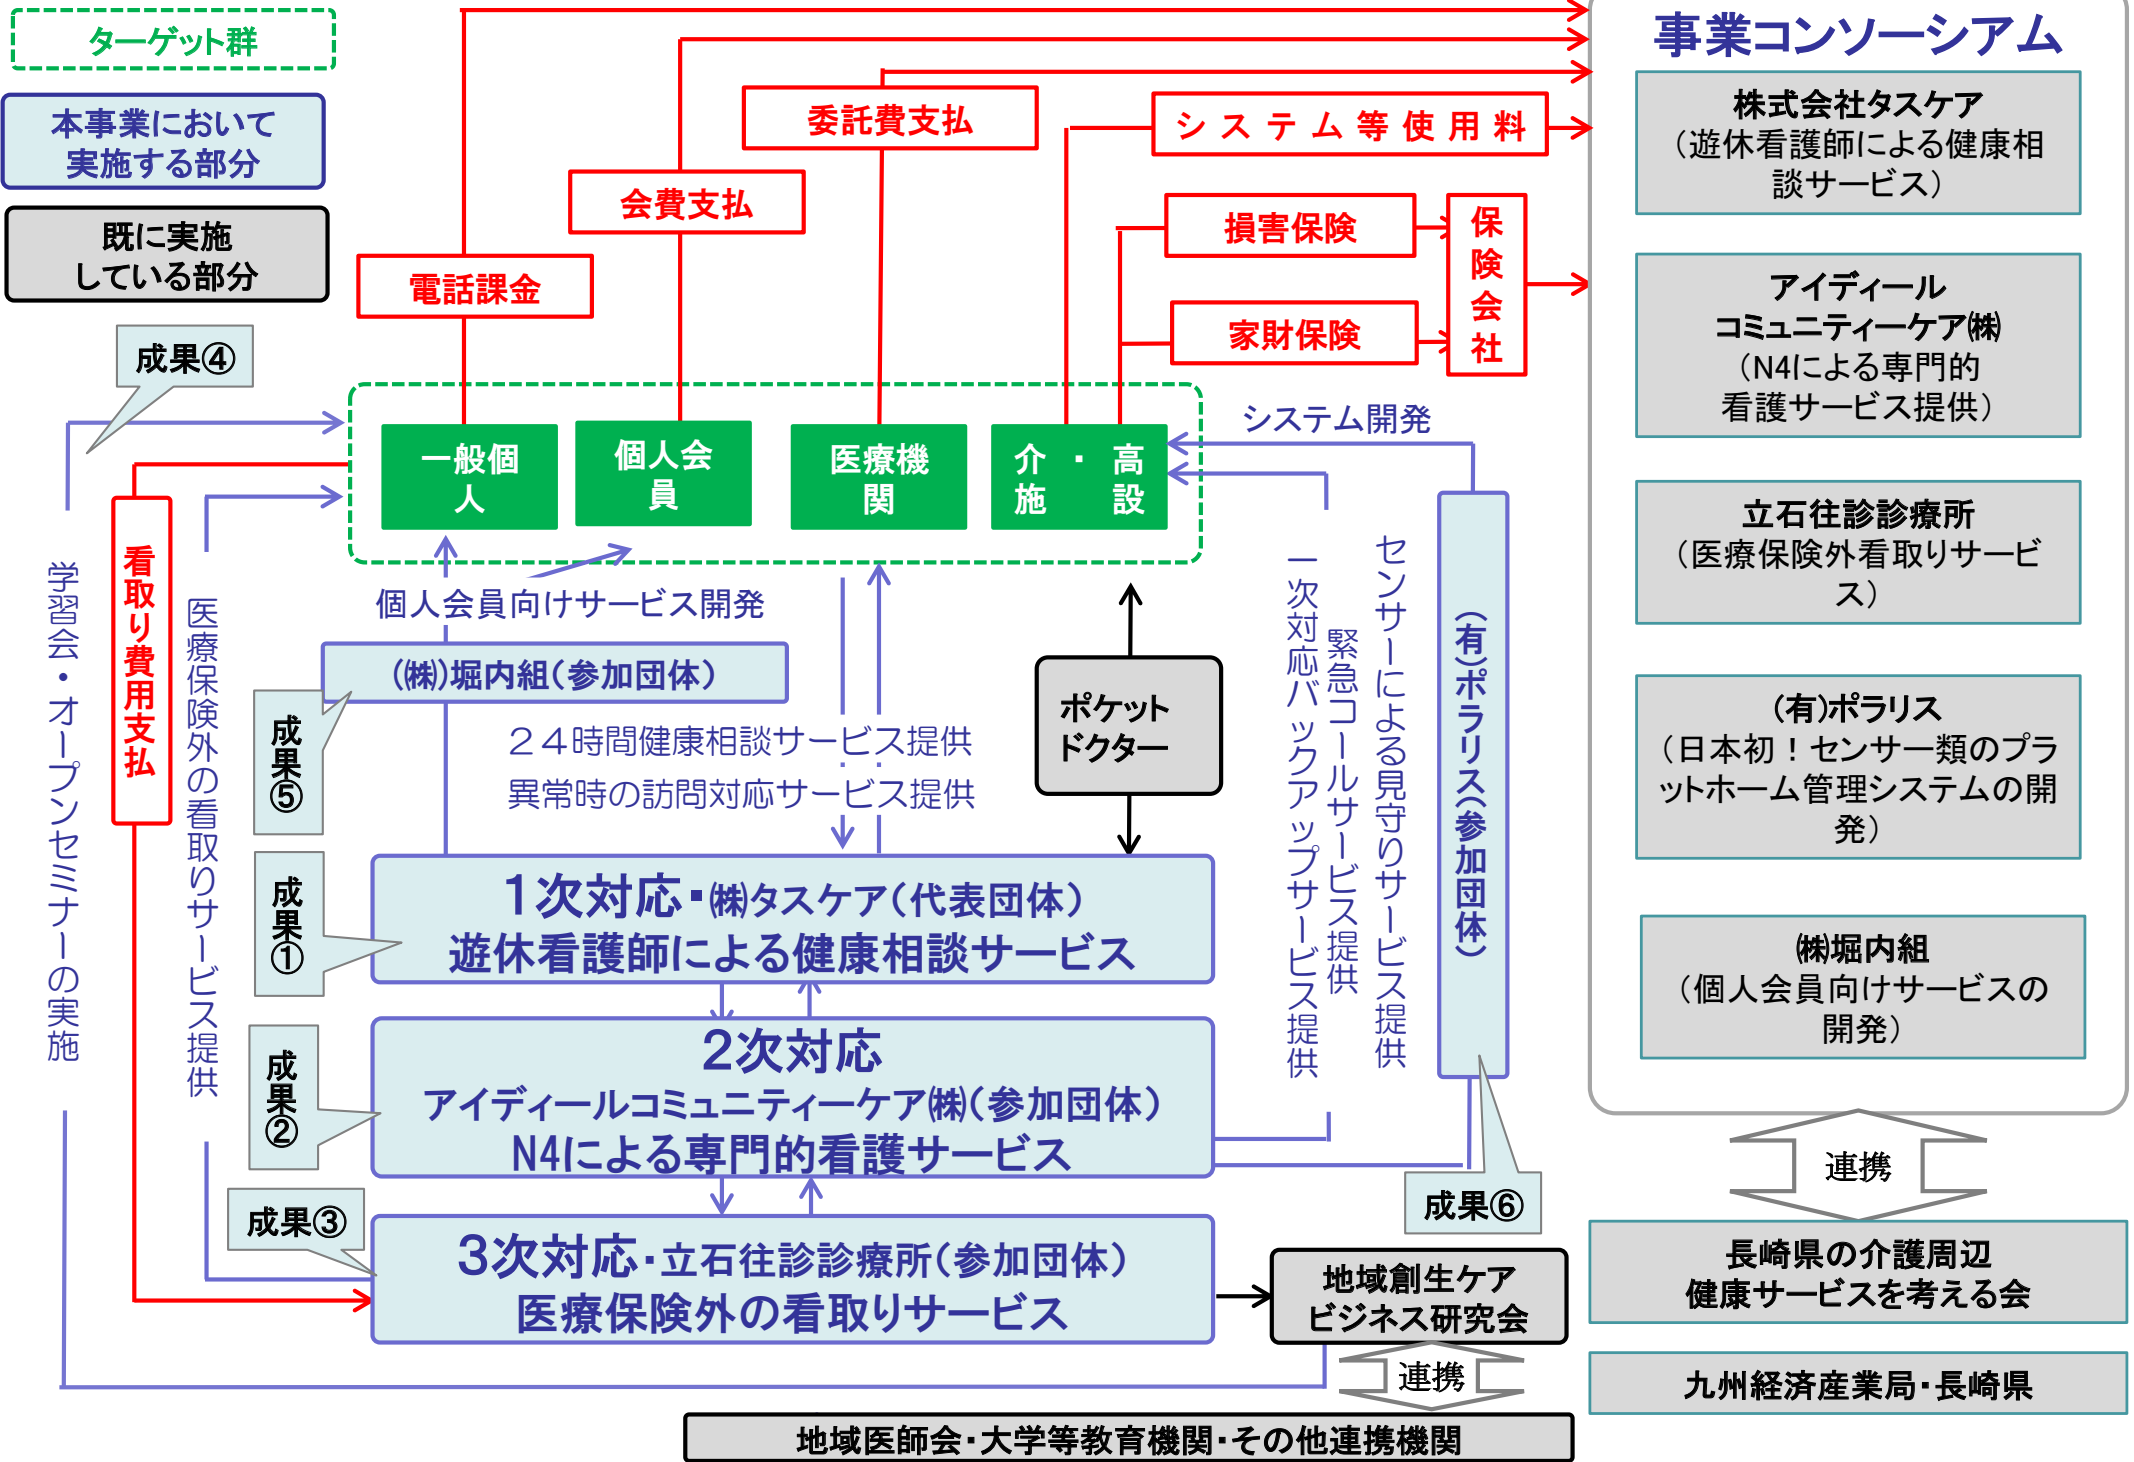 ターゲット群
本事業において
実施する部分
既に実施
している部分
電話課金
会費支払
委託費支払
システム等使用料
損害保険
家財保険
保険会社
成果④
一般個
人
個人会
員
医療機
関
介・高
施設
システム開発
学習会・オープンセミナーの実施
看取り費用支払
医療保険外の看取りサービス提供
個人会員向けサービス開発
(㈱)堀内組(参加団体)
成果⑤
24時間健康相談サービス提供
異常時の訪問対応サービス提供
ポケット
ドクター
センサーによる見守りサービス提供
緊急コールサービス提供
一次対応バックアップサービス提供
(有)ポラリス(参加団体)
成果①
1次対応・㈱タスケア(代表団体)
遊休看護師による健康相談サービス
成果②
2次対応
アイディールコミュニティーケア㈱(参加団体)
N4による専門的看護サービス
成果③
3次対応・立石往診診療所(参加団体)
医療保険外の看取りサービス
成果⑥
地域創生ケア
ビジネス研究会
連携
地域医師会・大学等教育機関・その他連携機関
事業コンソーシアム
株式会社タスケア
(遊休看護師による健康相
談サービス)
アイディール
コミュニティーケア㈱
(N4による専門的
看護サービス提供)
立石往診診療所
(医療保険外看取りサービ
ス)
(有)ポラリス
(日本初!センサー類のプラ
ットホーム管理システムの開
発)
㈱堀内組
(個人会員向けサービスの
開発)
連携
長崎県の介護周辺
健康サービスを考える会
九州経済産業局・長崎県